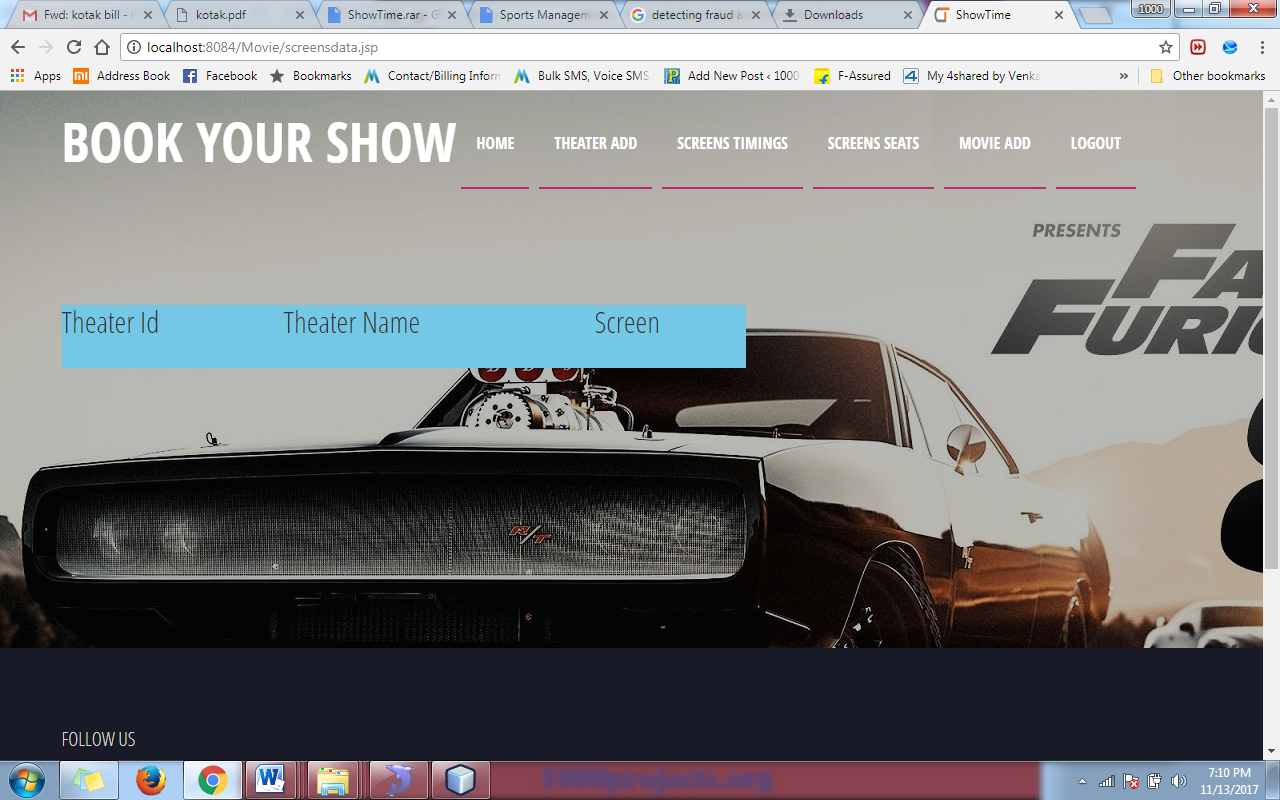 Fwd: kotak bill -
kotak.pdf
ShowTime.rar - G
Sports Managem
detecting fraud a
Downloads
ShowTime
1000
localhost:8084/Movie/screensdata.jsp
Apps
Address Book
Facebook
Bookmarks
Contact/Billing Inform
Bulk SMS, Voice SMS
Add New Post ‹ 1000
F-Assured
My 4shared by Venka
»
Other bookmarks
BOOK YOUR SHOW
HOME
THEATER ADD
SCREENS TIMINGS
SCREENS SEATS
MOVIE ADD
LOGOUT
PRESENTS
FA
FURI
Theater Id
Theater Name
Screen
R/T
FOLLOW US
1000projects.org
7:10 PM
11/13/2017